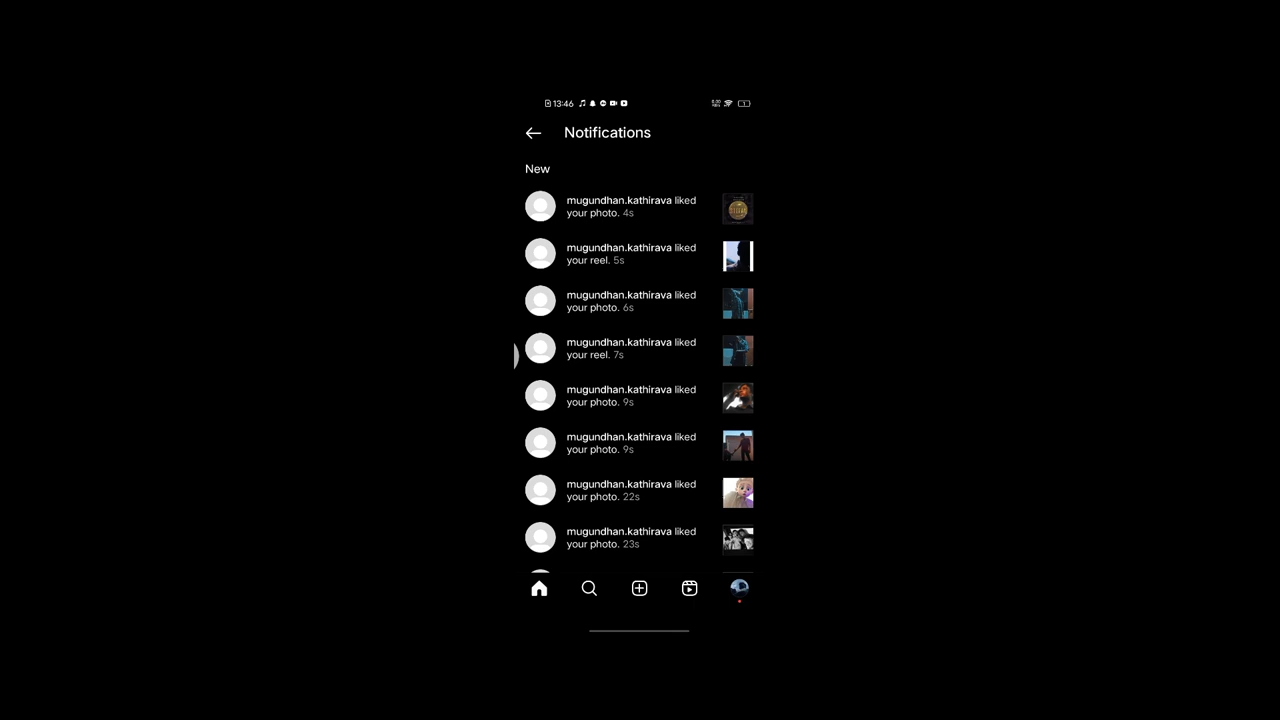 13:46
Notifications
New
mugundhan.kathirava liked
your photo. 4s
mugundhan.kathirava liked
your reel. 5s
mugundhan.kathirava liked
your photo. 6s
mugundhan.kathirava liked
your reel. 7s
mugundhan.kathirava liked
your photo. 9s
mugundhan.kathirava liked
your photo. 9s
mugundhan.kathirava liked
your photo. 22s
mugundhan.kathirava liked
your photo. 23s